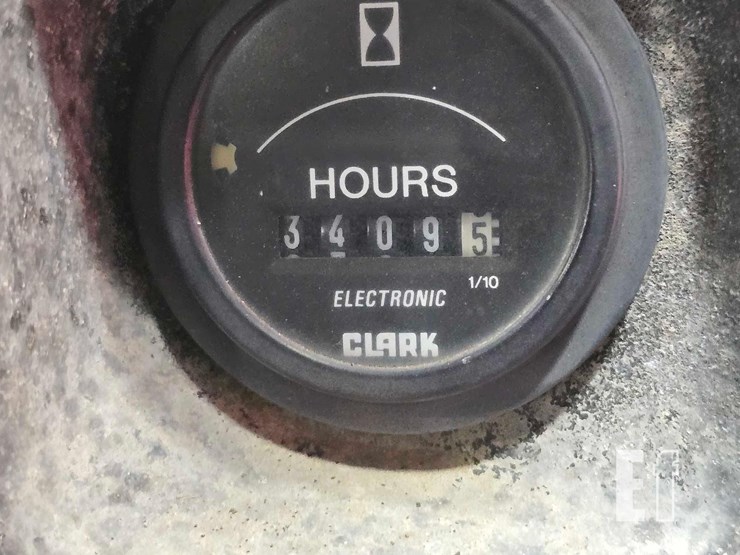 HOURS
34095
1/10
ELECTRONIC
CLARK